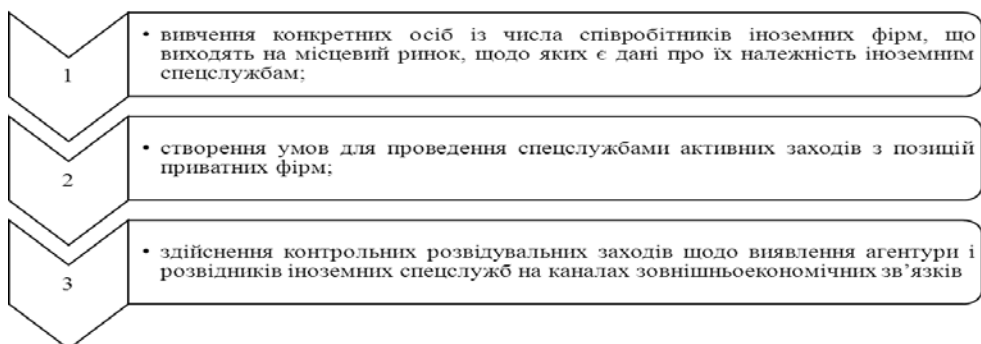 1
• вивчення конкретних осіб із числа співробітників іноземних фірм, що
виходять на місцевий ринок, щодо яких є дані про їх належність іноземним
спецслужбам;
2
• створення умов для проведення спецслужбами активних заходів з позицій
приватних фірм;
3
• здійснення контрольних розвідувальних заходів щодо виявлення агентури і
розвідників іноземних спецслужб на каналах зовнішньоекономічних зв’язків